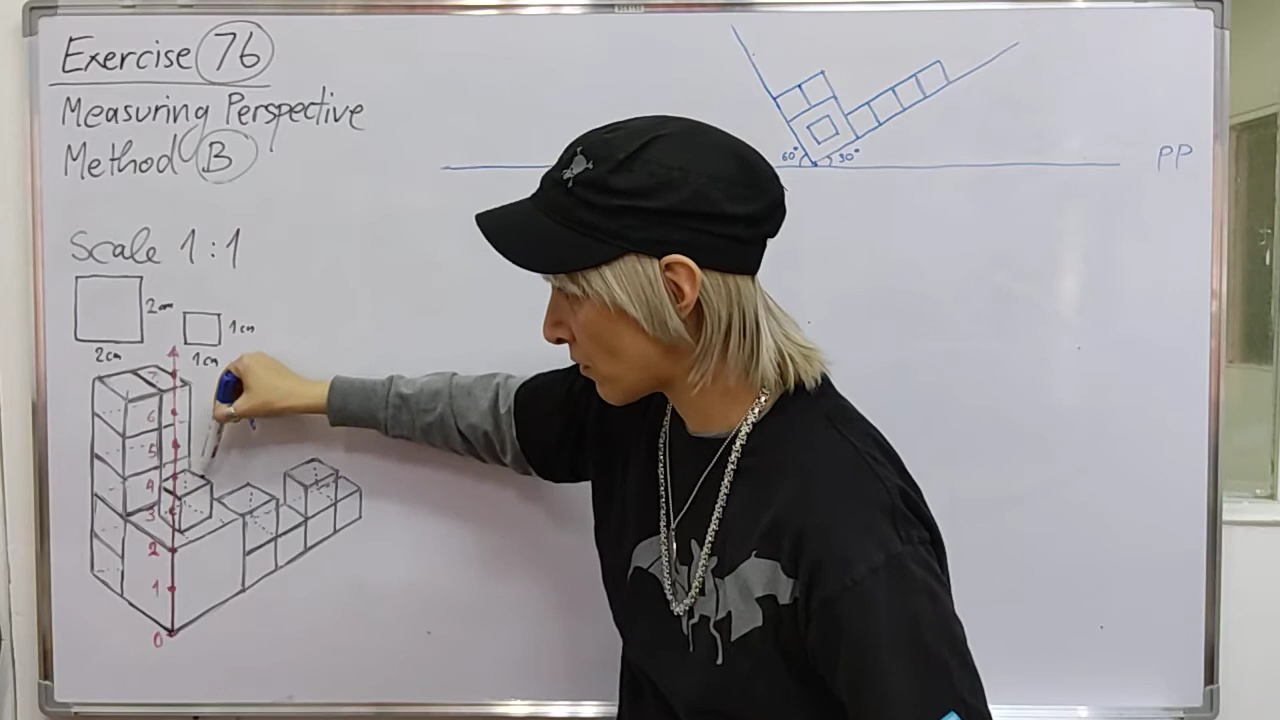 Exercise 76
Measuring Perspective
Method B
PP
60° 30°
Scale 1:1
2cm
1cm
2cm
1cm
7
6
5
4
3
2
1
0